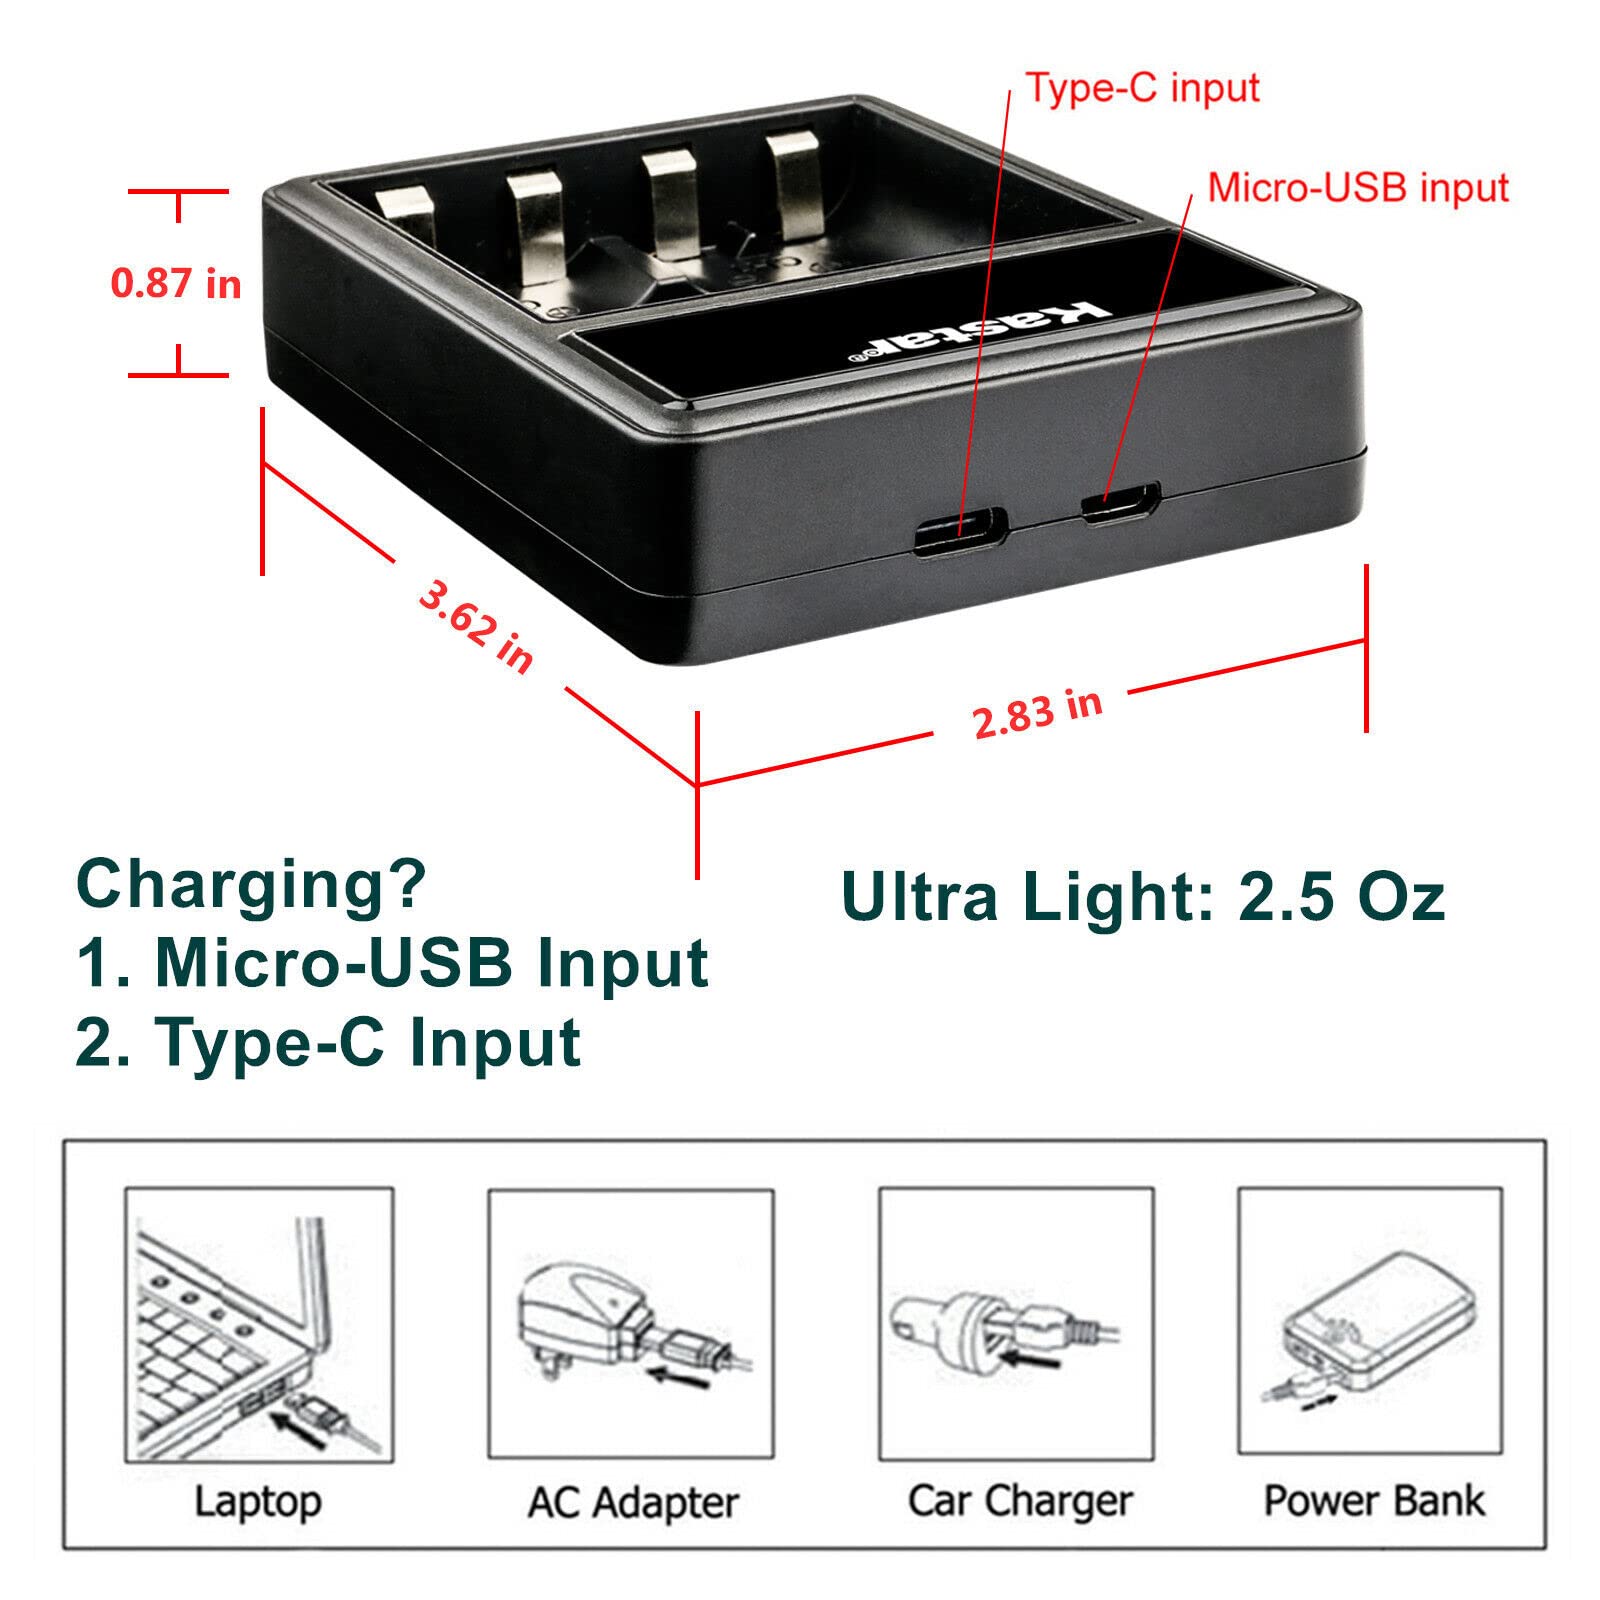 Type-C input
Micro-USB input
0.87 in
Kastar®
3.62 in
2.83 in
Charging?
1. Micro-USB Input
2. Type-C Input
Ultra Light: 2.5 Oz
Laptop
AC Adapter
Car Charger
Power Bank